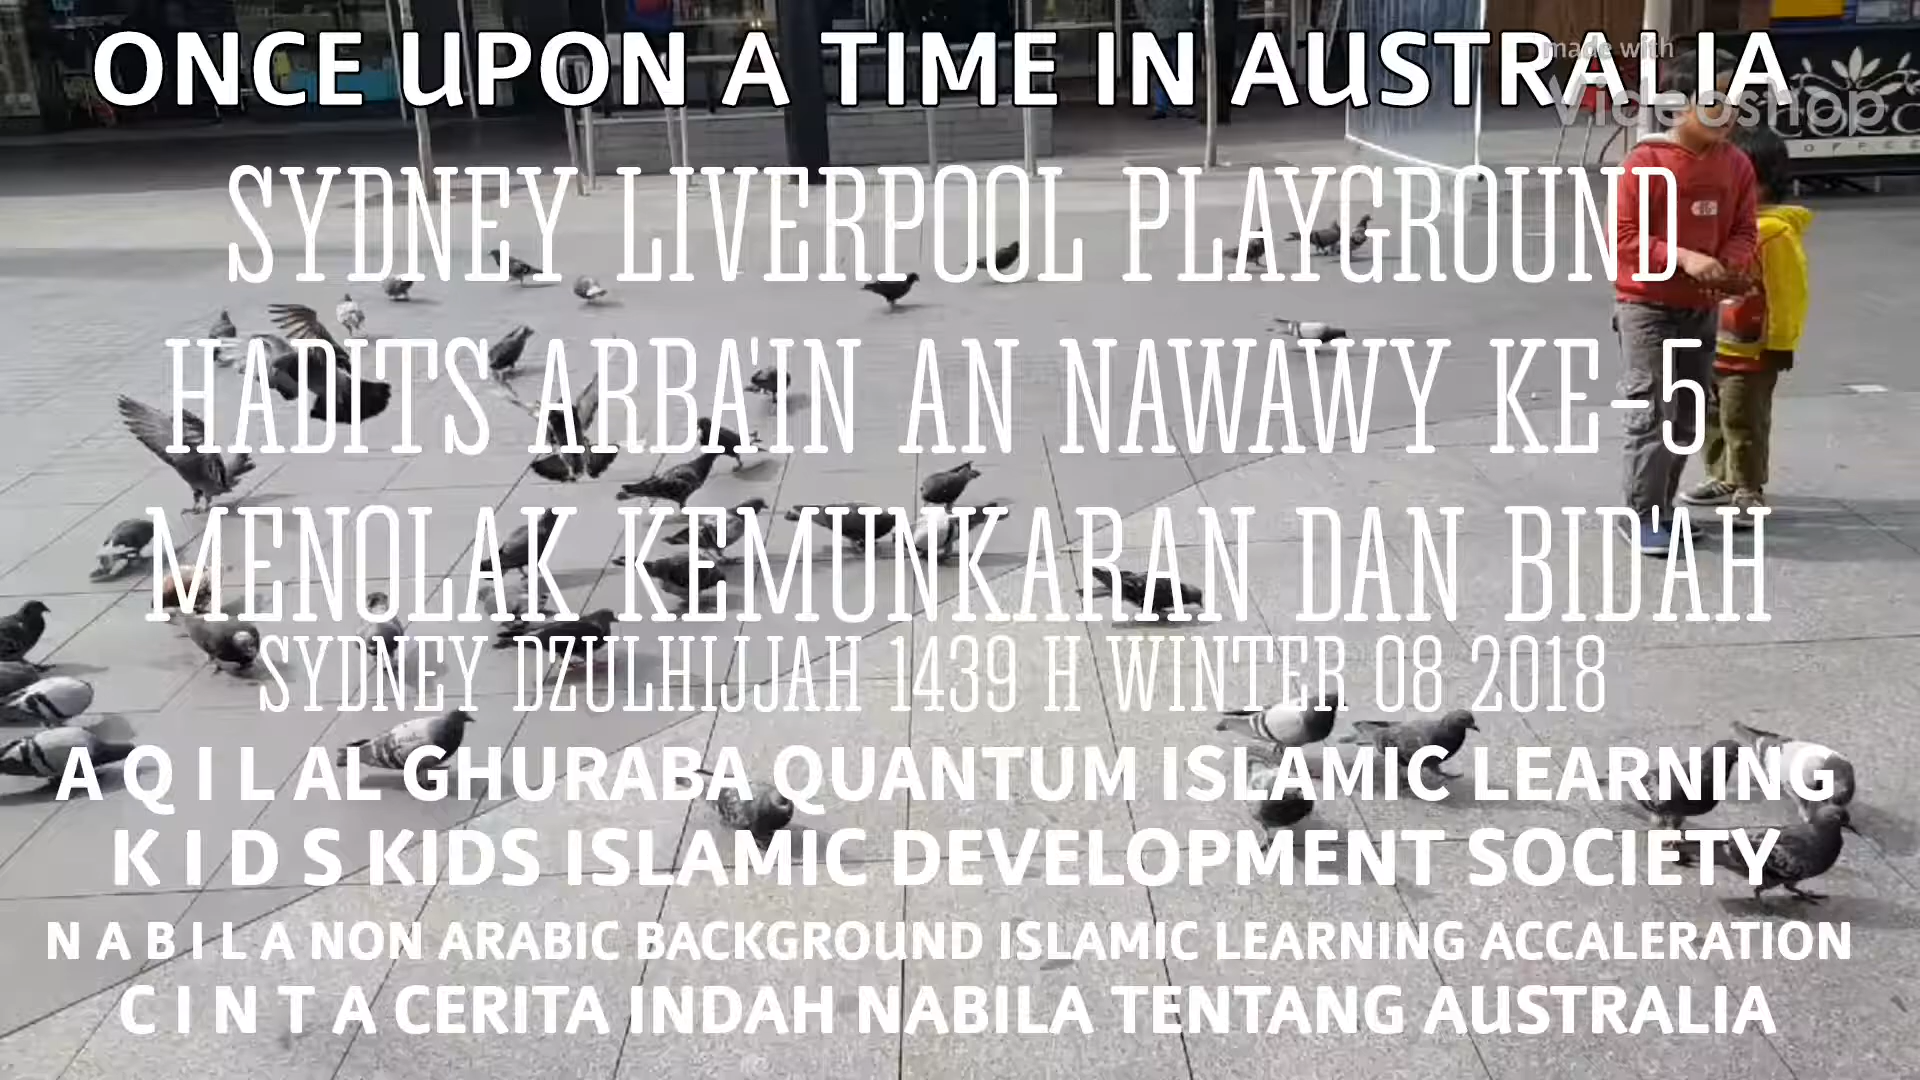 ONCE UPON A TIME IN AUSTRALIA
made with
Videoshop
OFFEE
SYDNEY LIVERPOOL PLAYGROUND
HADITS ARBA'IN AN NAWAWY KE-5
MENOLAK KEMUNKARAN DAN BID'AH
SYDNEY DZULHIJJAH 1439 H WINTER 08 2018
A Q I L AL GHURABA QUANTUM ISLAMIC LEARNING
K I D S KIDS ISLAMIC DEVELOPMENT SOCIETY
N A B I L A NON ARABIC BACKGROUND ISLAMIC LEARNING ACCALERATION
C I N T A CERITA INDAH NABILA TENTANG AUSTRALIA